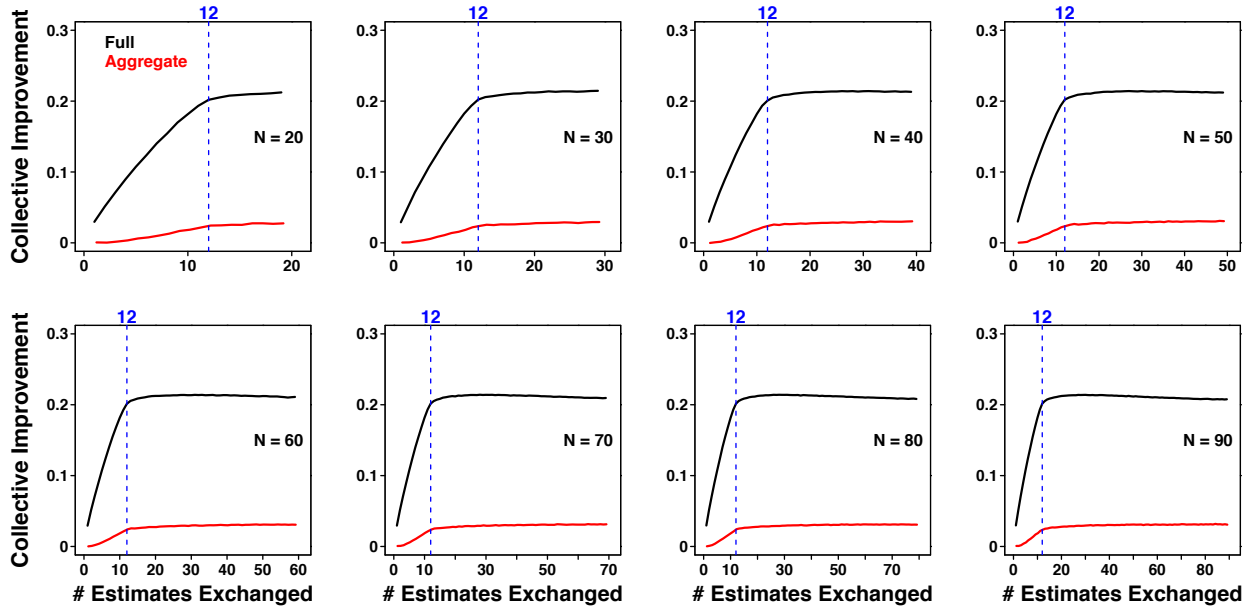 12 12 12 12
Collective Improvement
0.3 0.3 0.3 0.3
Full
Aggregate
0.2 0.2 0.2 0.2
N = 20 N = 30 N = 40 N = 50
0.1 0.1 0.1 0.1
0 0 0 0
0 10 20 0 10 20 30 0 10 20 30 40 0 10 20 30 40 50
12 12 12 12
Collective Improvement
0.3 0.3 0.3 0.3
0.2 0.2 0.2 0.2
N = 60 N = 70 N = 80 N = 90
0.1 0.1 0.1 0.1
0 0 0 0
0 10 20 30 40 50 60 0 10 30 50 70 0 10 30 50 70 0 20 40 60 80
# Estimates Exchanged # Estimates Exchanged # Estimates Exchanged # Estimates Exchanged